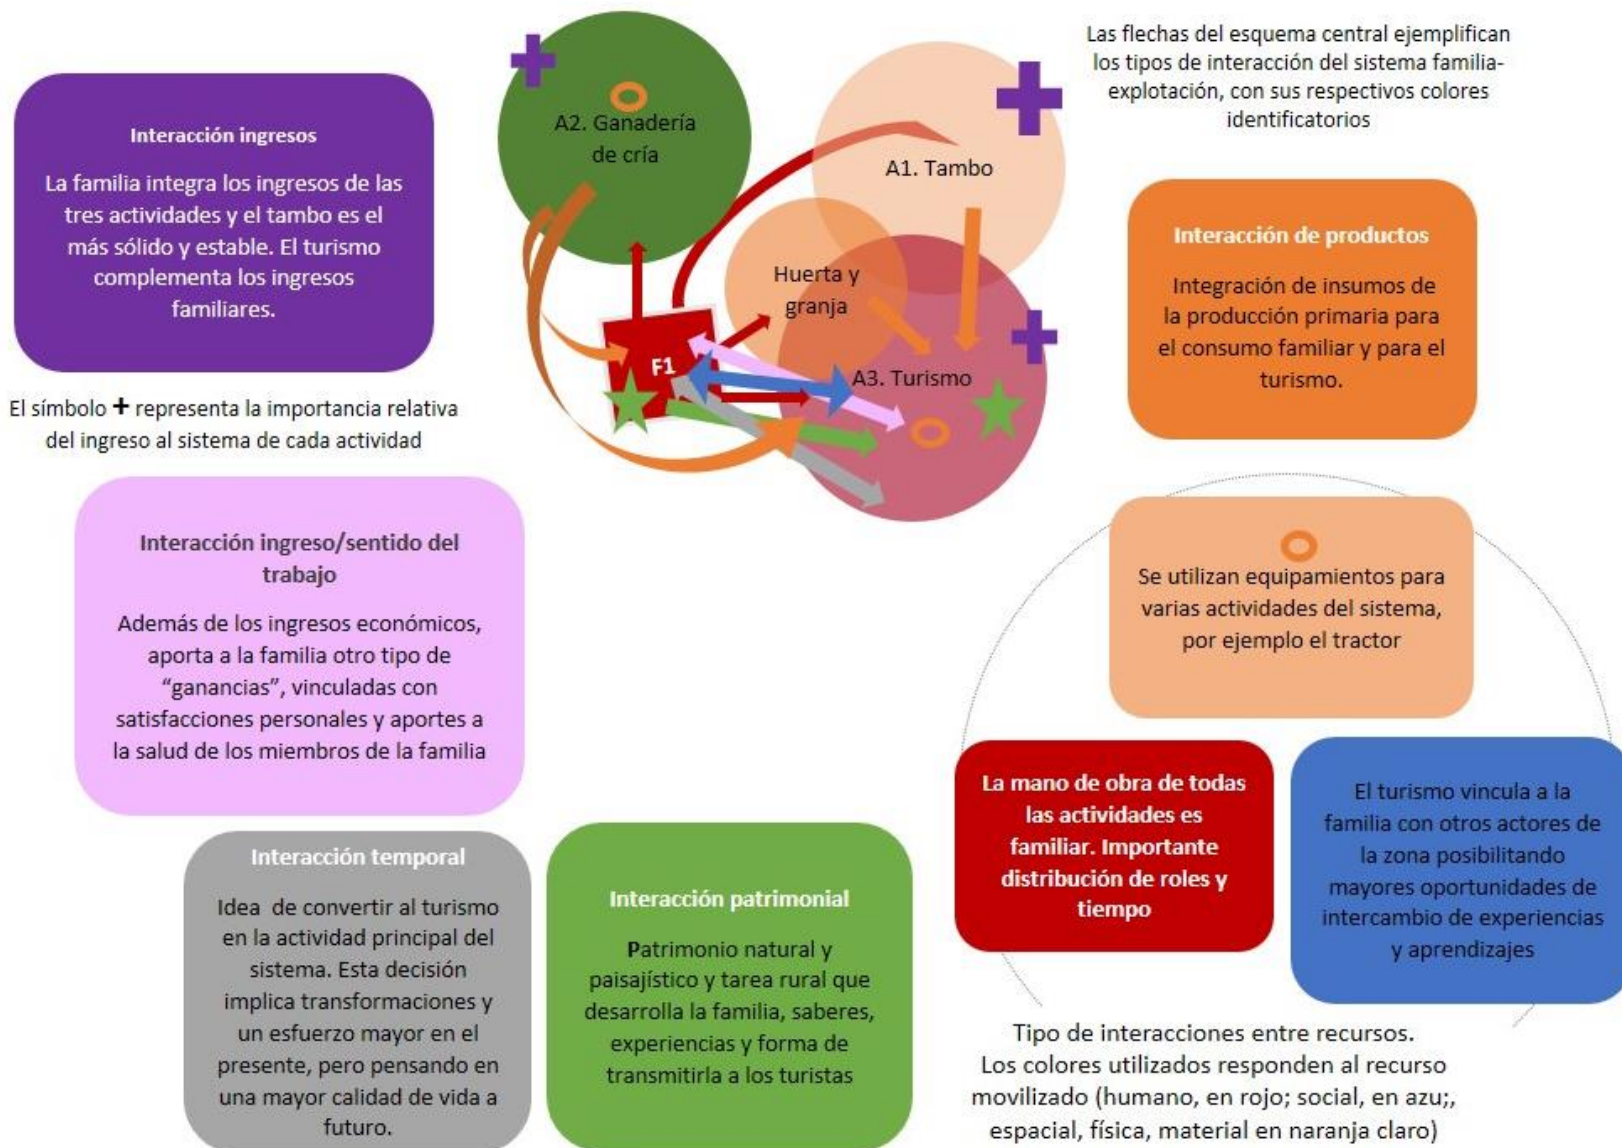 Las flechas del esquema central ejemplifican
los tipos de interacción del sistema familia-
explotación, con sus respectivos colores
identificatorios
A2. Ganadería
de cría
A1. Tambo
Huerta y
granja
F1
A3. Turismo
Interacción ingresos
La familia integra los ingresos de las
tres actividades y el tambo es el
más sólido y estable. El turismo
complementa los ingresos
familiares.
El símbolo + representa la importancia relativa
del ingreso al sistema de cada actividad
Interacción de productos
Integración de insumos de
la producción primaria para
el consumo familiar y para el
turismo.
Interacción ingreso/sentido del
trabajo
Además de los ingresos económicos,
aporta a la familia otro tipo de
“ganancias”, vinculadas con
satisfacciones personales y aportes a
la salud de los miembros de la familia
Se utilizan equipamientos para
varias actividades del sistema,
por ejemplo el tractor
La mano de obra de todas
las actividades es
familiar. Importante
distribución de roles y
tiempo
El turismo vincula a la
familia con otros actores de
la zona posibilitando
mayores oportunidades de
intercambio de experiencias
y aprendizajes
Interacción temporal
Idea de convertir al turismo
en la actividad principal del
sistema. Esta decisión
implica transformaciones y
un esfuerzo mayor en el
presente, pero pensando en
una mayor calidad de vida a
futuro.
Interacción patrimonial
Patrimonio natural y
paisajístico y tarea rural que
desarrolla la familia, saberes,
experiencias y forma de
transmitirla a los turistas
Tipo de interacciones entre recursos.
Los colores utilizados responden al recurso
movilizado (humano, en rojo; social, en azu;,
espacial, física, material en naranja claro)